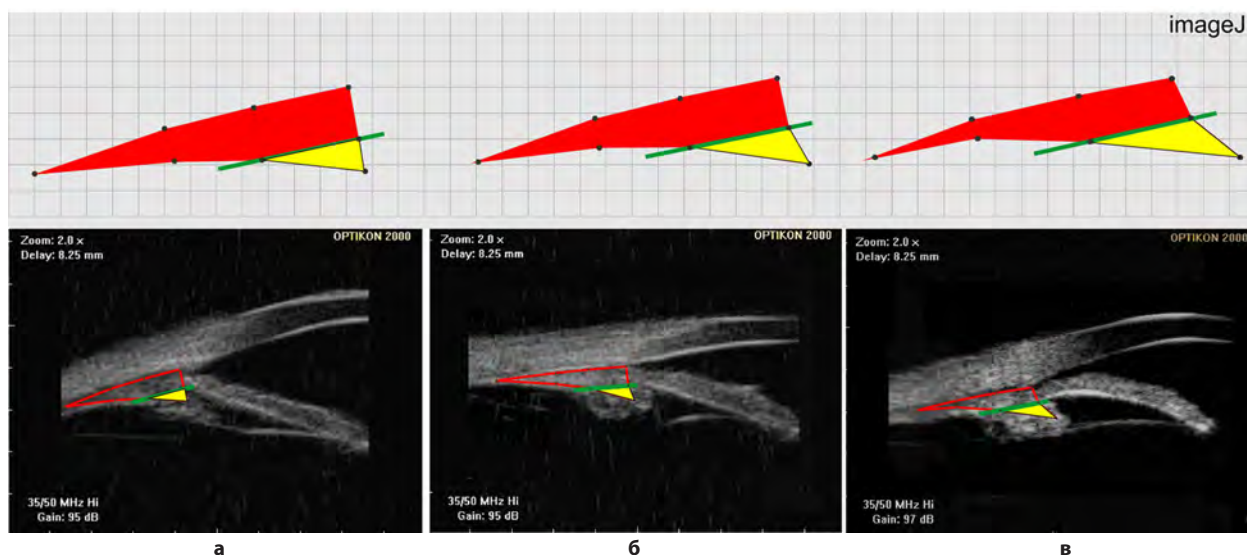 imageJ
Zoom: 2.0 x
Delay: 8.25 mm
OPTIKON 2000
35/50 MHz Hi
Gain: 95 dB
Zoom: 2.0 x
Delay: 8.25 mm
OPTIKON 2000
35/50 MHz Hi
Gain: 95 dB
Zoom: 2.0 x
Delay: 8.25 mm
OPTIKON 2000
35/50 MHz Hi
Gain: 97 dB
а
б
в